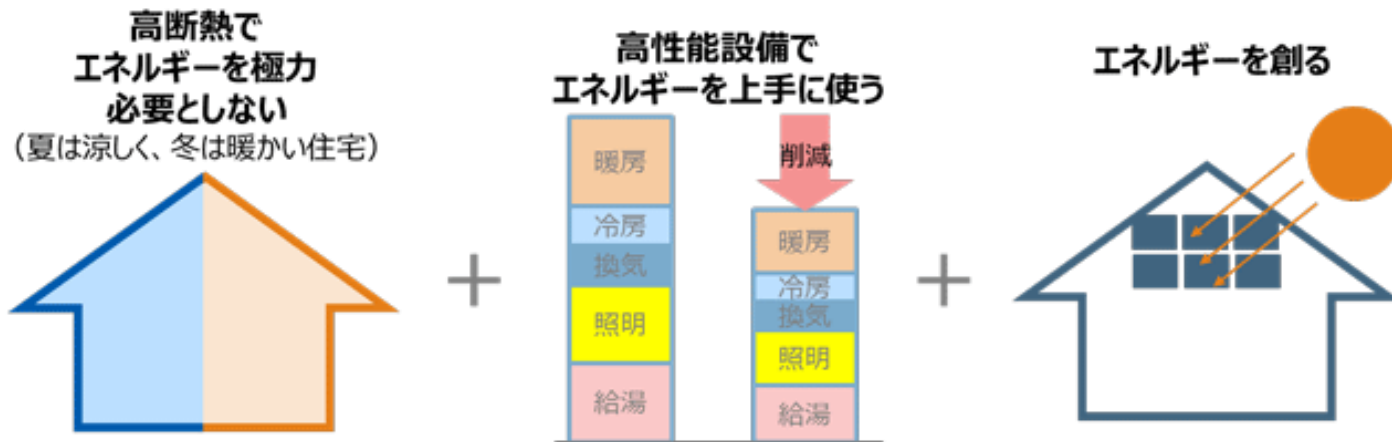 高断熱で
エネルギーを極力
必要としない
（夏は涼しく、冬は暖かい住宅）
高性能設備で
エネルギーを上手に使う
暖房
冷房
換気
照明
給湯
削減
暖房
冷房
換気
照明
給湯
エネルギーを創る